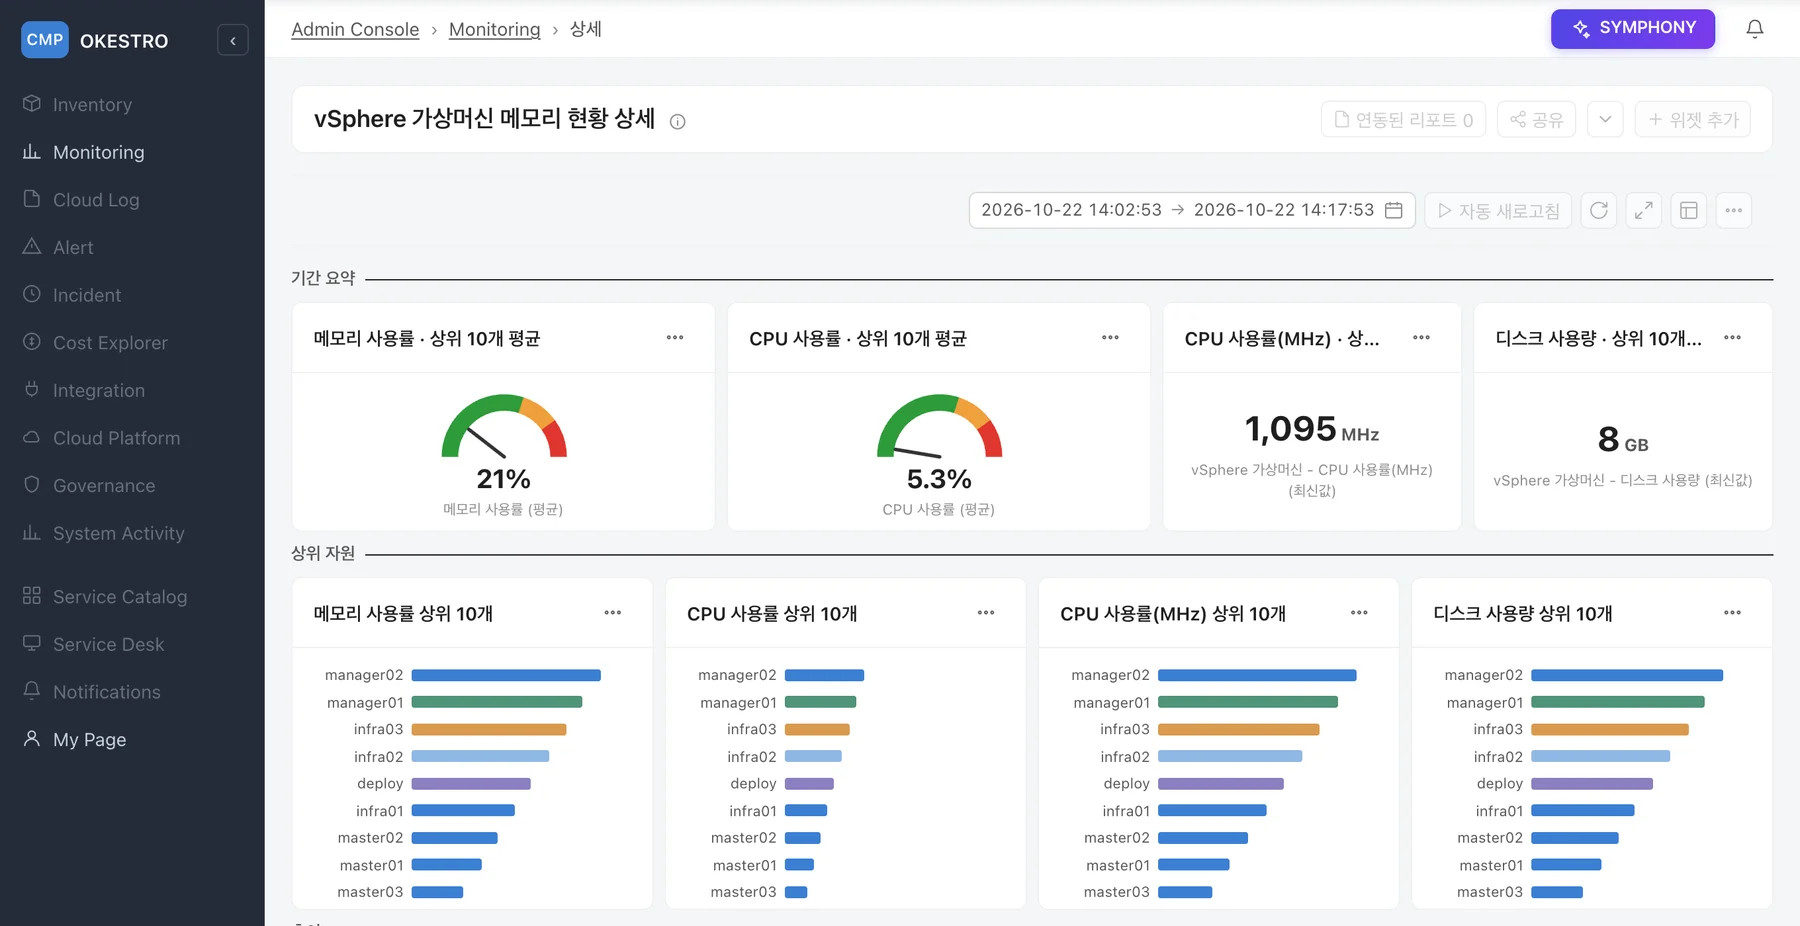 CMP OKESTRO
Inventory
Monitoring
Cloud Log
Alert
Incident
Cost Explorer
Integration
Cloud Platform
Governance
System Activity
Service Catalog
Service Desk
Notifications
My Page
Admin Console › Monitoring › 상세
SYMPHONY
vSphere 가상머신 메모리 현황 상세
연동된 리포트 0
공유
+ 위젯 추가
2026-10-22 14:02:53 → 2026-10-22 14:17:53
자동 새로고침
기간 요약
메모리 사용률 · 상위 10개 평균
21%
메모리 사용률 (평균)
CPU 사용률 · 상위 10개 평균
5.3%
CPU 사용률 (평균)
CPU 사용률(MHz) · 상...
1,095 MHz
vSphere 가상머신 - CPU 사용률(MHz)
(최신값)
디스크 사용량 · 상위 10개...
8 GB
vSphere 가상머신 - 디스크 사용량 (최신값)
상위 자원
메모리 사용률 상위 10개
manager02
manager01
infra03
infra02
deploy
infra01
master02
master01
master03
CPU 사용률 상위 10개
manager02
manager01
infra03
infra02
deploy
infra01
master02
master01
master03
CPU 사용률(MHz) 상위 10개
manager02
manager01
infra03
infra02
deploy
infra01
master02
master01
master03
디스크 사용량 상위 10개
manager02
manager01
infra03
infra02
deploy
infra01
master02
master01
master03